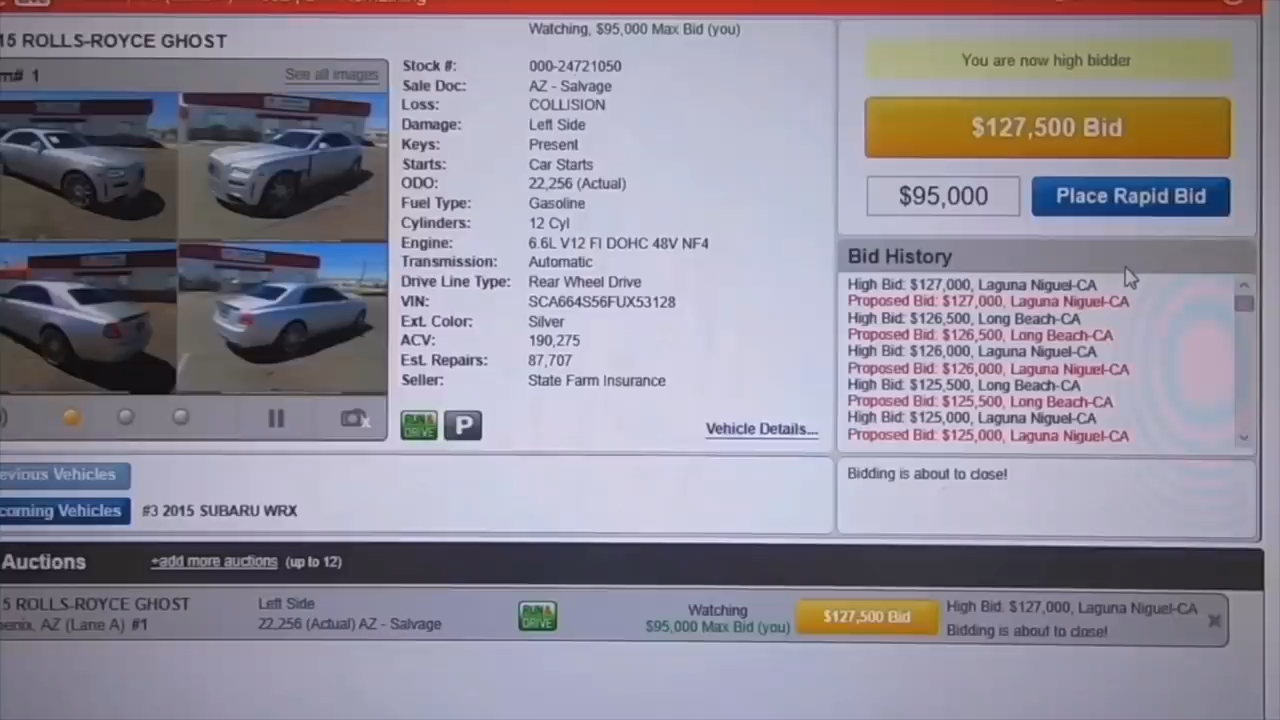 15 ROLLS-ROYCE GHOST
m# 1
See all images
Watching, $95,000 Max Bid (you)
Stock #: 000-24721050
Sale Doc: AZ - Salvage
Loss: COLLISION
Damage: Left Side
Keys: Present
Starts: Car Starts
ODO: 22,256 (Actual)
Fuel Type: Gasoline
Cylinders: 12 Cyl
Engine: 6.6L V12 FI DOHC 48V NF4
Transmission: Automatic
Drive Line Type: Rear Wheel Drive
VIN: SCA664S56FUX53128
Ext. Color: Silver
ACV: 190,275
Est. Repairs: 87,707
Seller: State Farm Insurance
RUN & DRIVE P
Vehicle Details...
You are now high bidder
$127,500 Bid
$95,000 Place Rapid Bid
Bid History
High Bid: $127,000, Laguna Niguel-CA
Proposed Bid: $127,000, Laguna Niguel-CA
High Bid: $126,500, Long Beach-CA
Proposed Bid: $126,500, Long Beach-CA
High Bid: $126,000, Laguna Niguel-CA
Proposed Bid: $126,000, Laguna Niguel-CA
High Bid: $125,500, Long Beach-CA
Proposed Bid: $125,500, Long Beach-CA
High Bid: $125,000, Laguna Niguel-CA
Proposed Bid: $125,000, Laguna Niguel-CA
Bidding is about to close!
evious Vehicles
coming Vehicles #3 2015 SUBARU WRX
Auctions +add more auctions (up to 12)
5 ROLLS-ROYCE GHOST
enix, AZ (Lane A) #1
Left Side
22,256 (Actual) AZ - Salvage
RUN & DRIVE
Watching
$95,000 Max Bid (you)
$127,500 Bid
High Bid: $127,000, Laguna Niguel-CA
Bidding is about to close!